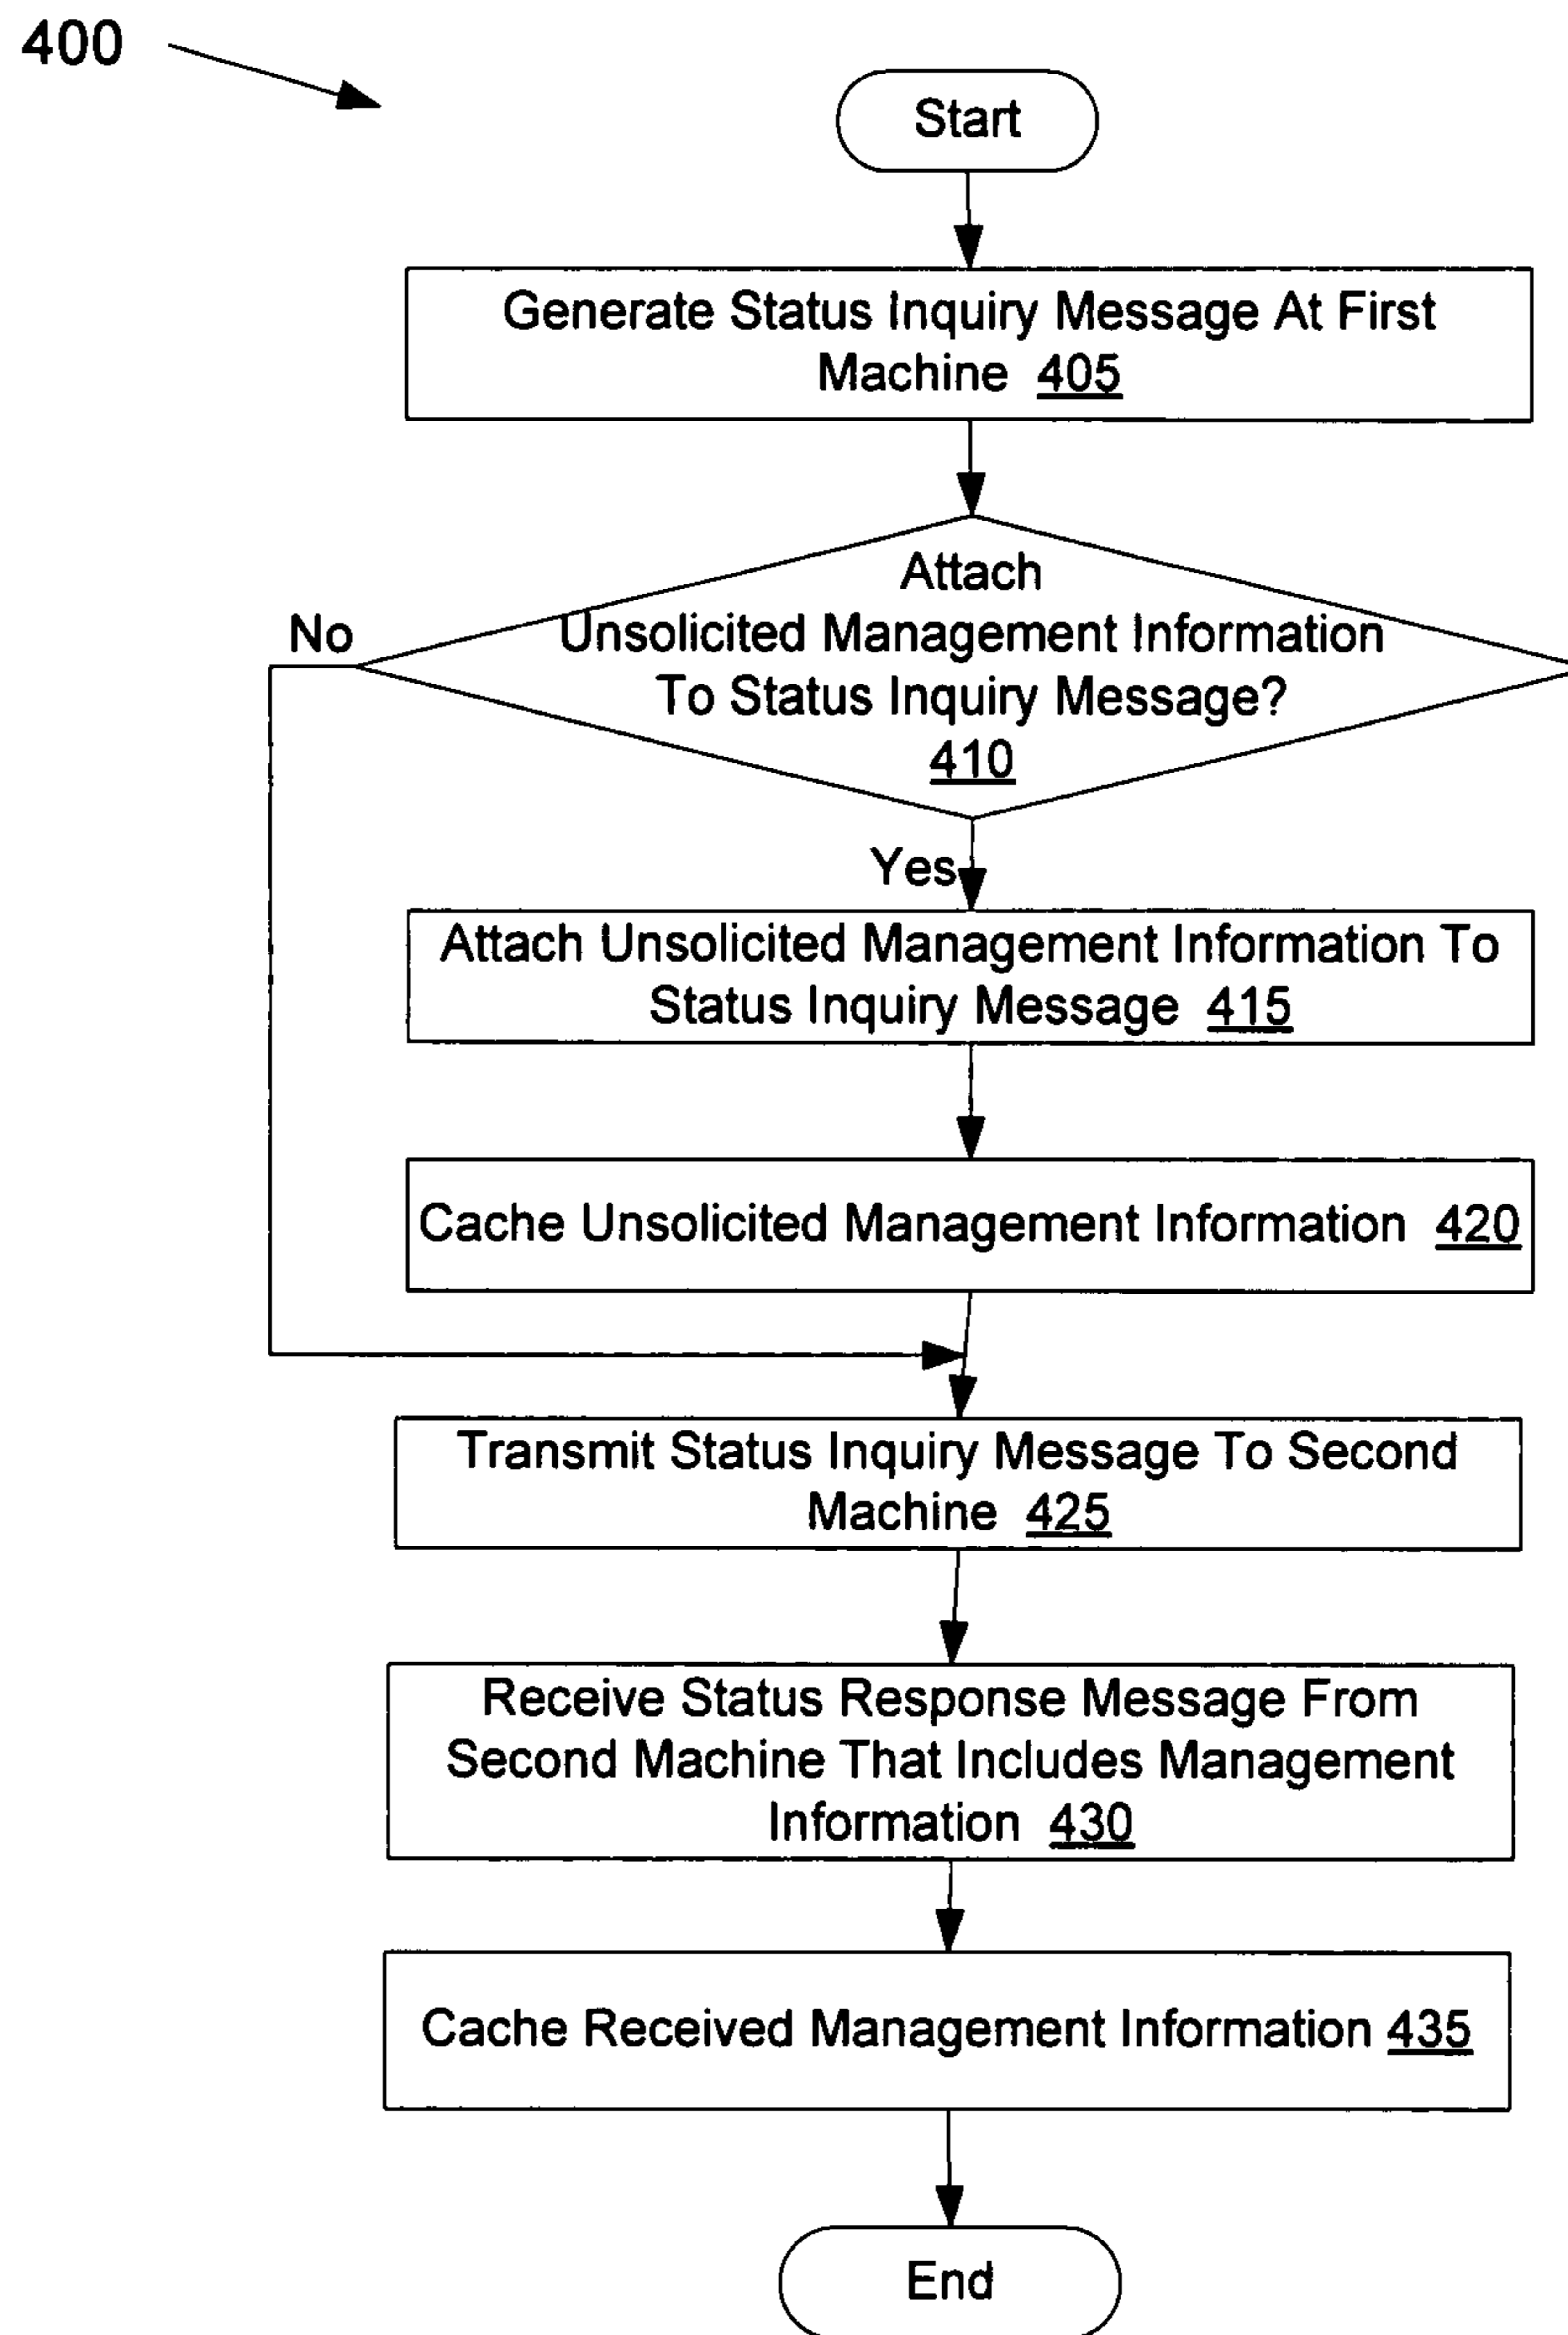 400
Start
Generate Status Inquiry Message At First
Machine 405
Attach
Unsolicited Management Information
To Status Inquiry Message?
410
No
Yes
Attach Unsolicited Management Information To
Status Inquiry Message 415
Cache Unsolicited Management Information 420
Transmit Status Inquiry Message To Second
Machine 425
Receive Status Response Message From
Second Machine That Includes Management
Information 430
Cache Received Management Information 435
End